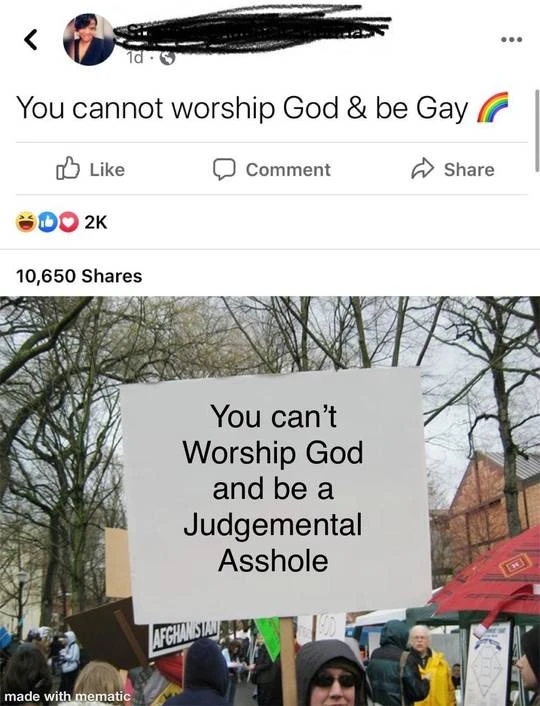 1d
You cannot worship God & be Gay 🌈
Like Comment Share
2K
10,650 Shares
You can’t
Worship God
and be a
Judgemental
Asshole
AFGHANISTAN
made with mematic